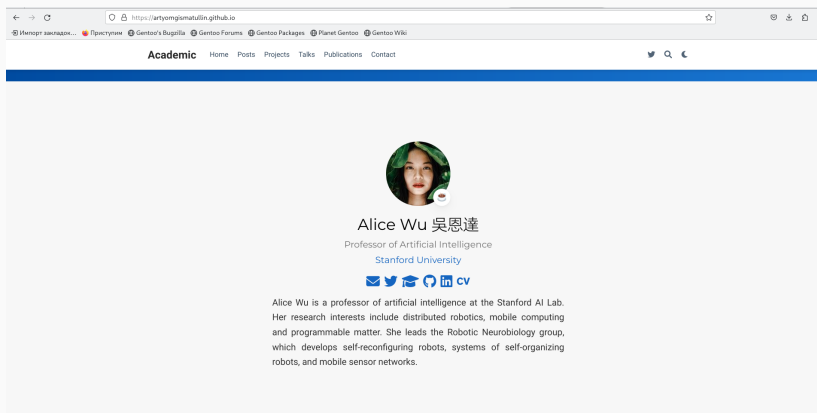 https://artyomgismatullin.github.io
Импорт закладок... Приступим Gentoo's Bugzilla Gentoo Forums Gentoo Packages Planet Gentoo Gentoo Wiki
Academic Home Posts Projects Talks Publications Contact
Alice Wu 吳恩達
Professor of Artificial Intelligence
Stanford University
CV
Alice Wu is a professor of artificial intelligence at the Stanford AI Lab.
Her research interests include distributed robotics, mobile computing
and programmable matter. She leads the Robotic Neurobiology group,
which develops self-reconfiguring robots, systems of self-organizing
robots, and mobile sensor networks.